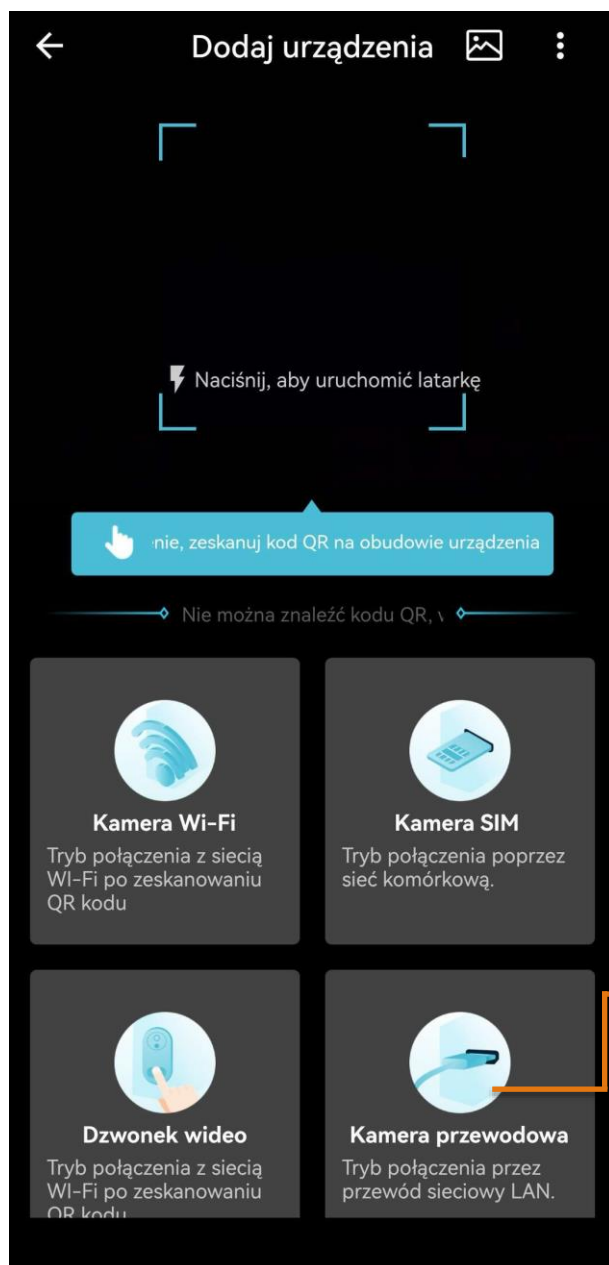 Dodaj urządzenia
Naciśnij, aby uruchomić latarkę
nie, zeskanuj kod QR na obudowie urządzenia
Nie można znaleźć kodu QR,
Kamera Wi-Fi
Tryb połączenia z siecią
WI-Fi po zeskanowaniu
QR kodu
Kamera SIM
Tryb połączenia poprzez
sieć komórkową.
Dzwonek wideo
Tryb połączenia z siecią
WI-Fi po zeskanowaniu
QR kodu
Kamera przewodowa
Tryb połączenia przez
przewód sieciowy LAN.